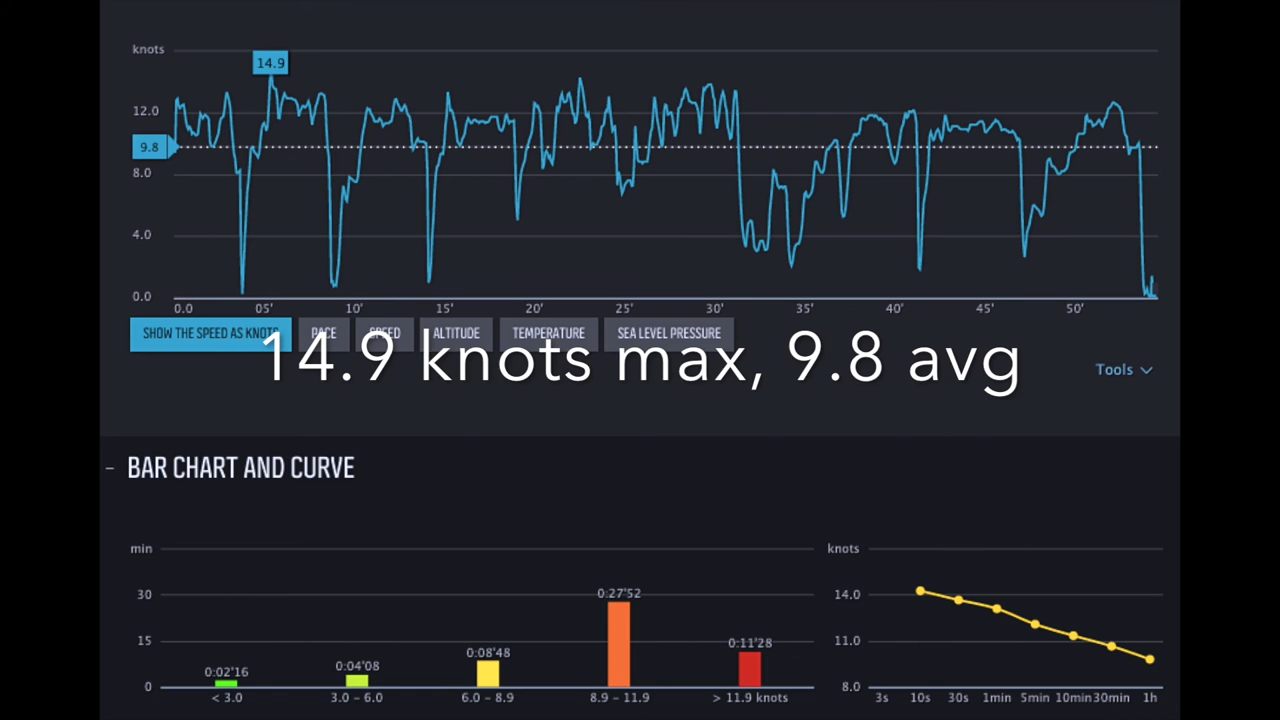 knots
14.9
12.0
9.8
8.0
4.0
0.0
0.0 05' 10' 15' 20' 25' 30' 35' 40' 45' 50'
SHOW THE SPEED AS KNOTS PACE SPEED ALTITUDE TEMPERATURE SEA LEVEL PRESSURE
14.9 knots max, 9.8 avg
Tools
BAR CHART AND CURVE
min
30
15
0
0:02'16 0:04'08 0:08'48 0:27'52 0:11'28
< 3.0 3.0 – 6.0 6.0 – 8.9 8.9 – 11.9 > 11.9 knots
knots
14.0
11.0
8.0
3s 10s 30s 1min 5min 10min 30min 1h